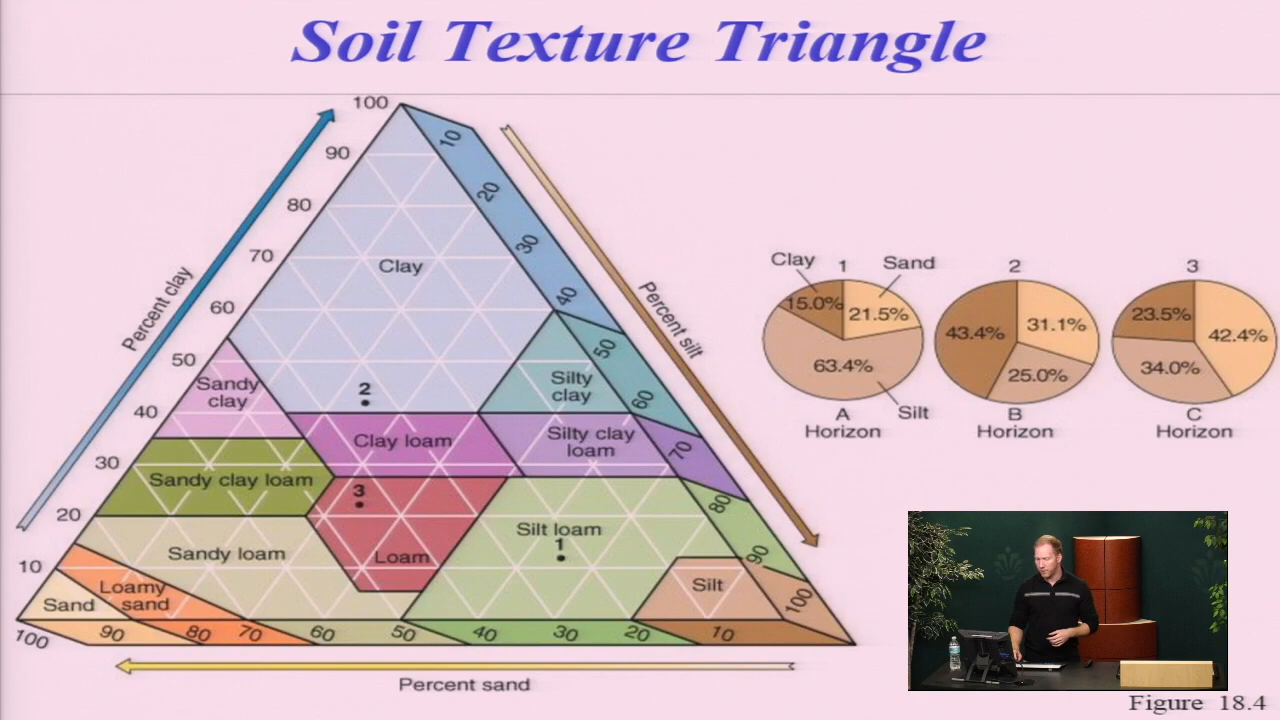 Soil Texture Triangle
100
90
80
70
60
50
40
30
20
10
Percent clay
10
20
30
40
50
60
70
80
90
100
Percent silt
Clay
Sandy
clay
Silty
clay
2
Clay loam
Silty clay
loam
Sandy clay loam
3
Silt loam
1
Sandy loam
Loam
Silt
Loamy
sand
Sand
100
90
80
70
60
50
40
30
20
10
Percent sand
Clay
1
Sand
15.0%
21.5%
63.4%
Silt
A
Horizon
2
43.4%
31.1%
25.0%
B
Horizon
3
23.5%
42.4%
34.0%
C
Horizon
Figure 18.4